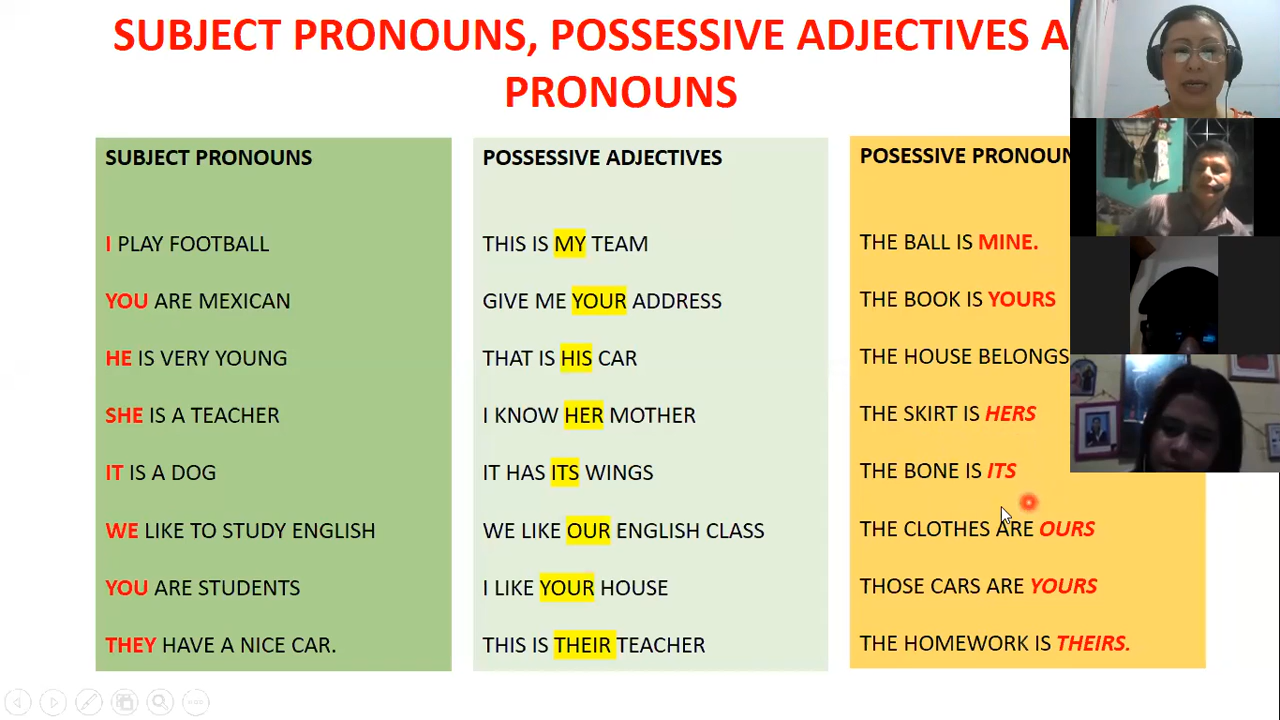 SUBJECT PRONOUNS, POSSESSIVE ADJECTIVES A
PRONOUNS
SUBJECT PRONOUNS
I PLAY FOOTBALL
YOU ARE MEXICAN
HE IS VERY YOUNG
SHE IS A TEACHER
IT IS A DOG
WE LIKE TO STUDY ENGLISH
YOU ARE STUDENTS
THEY HAVE A NICE CAR.
POSSESSIVE ADJECTIVES
THIS IS MY TEAM
GIVE ME YOUR ADDRESS
THAT IS HIS CAR
I KNOW HER MOTHER
IT HAS ITS WINGS
WE LIKE OUR ENGLISH CLASS
I LIKE YOUR HOUSE
THIS IS THEIR TEACHER
POSESSIVE PRONOUN
THE BALL IS MINE.
THE BOOK IS YOURS
THE HOUSE BELONGS
THE SKIRT IS HERS
THE BONE IS ITS
THE CLOTHES ARE OURS
THOSE CARS ARE YOURS
THE HOMEWORK IS THEIRS.